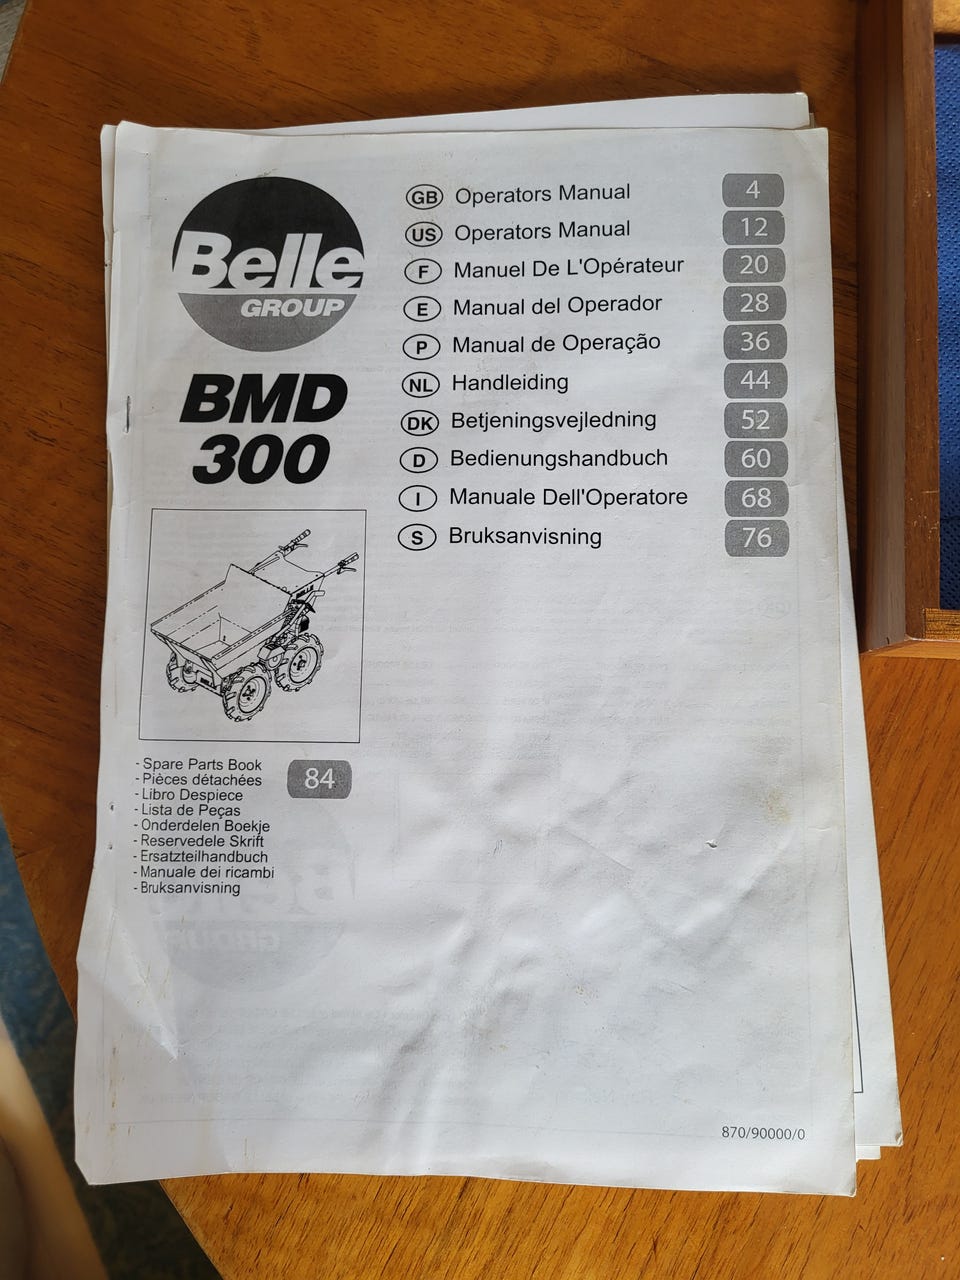 Belle
GROUP
BMD
300
GB Operators Manual 4
US Operators Manual 12
F Manuel De L'Opérateur 20
E Manual del Operador 28
P Manual de Operação 36
NL Handleiding 44
DK Betjeningsvejledning 52
D Bedienungshandbuch 60
I Manuale Dell'Operatore 68
S Bruksanvisning 76
- Spare Parts Book
- Pièces détachées
- Libro Despiece
- Lista de Peças
- Onderdelen Boekje
- Reservedele Skrift
- Ersatzteilhandbuch
- Manuale dei ricambi
- Bruksanvisning
84
870/90000/0